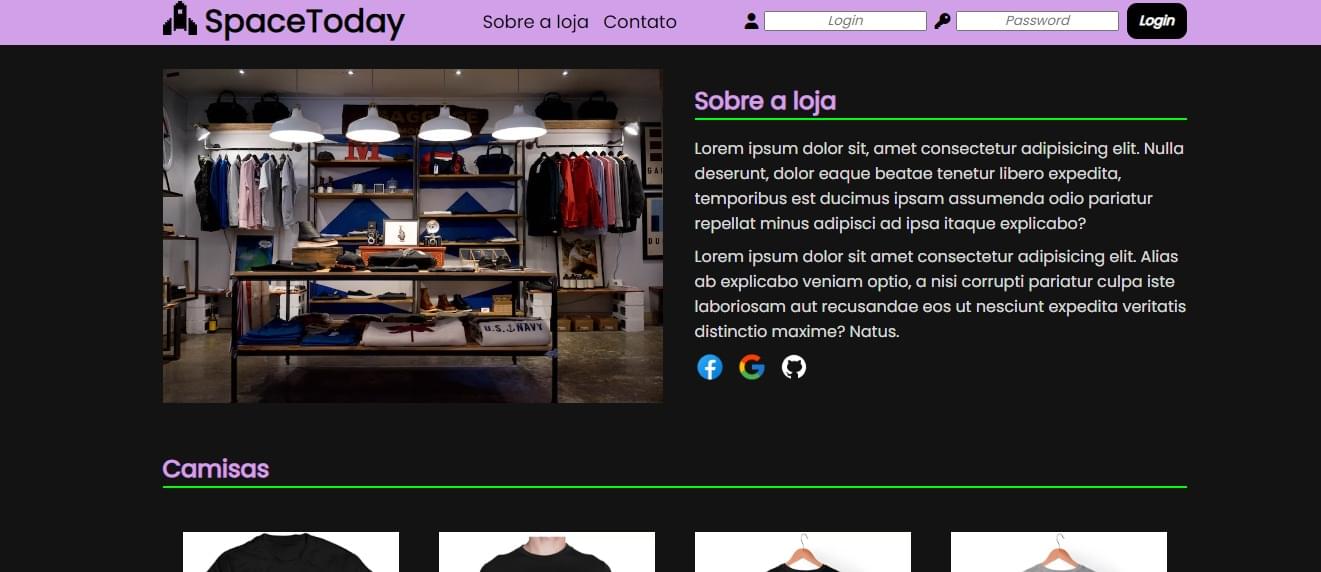 SpaceToday
Sobre a loja Contato
Login Password Login
Sobre a loja
Lorem ipsum dolor sit, amet consectetur adipisicing elit. Nulla
deserunt, dolor eaque beatae tenetur libero expedita,
temporibus est ducimus ipsam assumenda odio pariatur
repellat minus adipisci ad ipsa itaque explicabo?
Lorem ipsum dolor sit amet consectetur adipisicing elit. Alias
ab explicabo veniam optio, a nisi corrupti pariatur culpa iste
laboriosam aut recusandae eos ut nesciunt expedita veritatis
distinctio maxime? Natus.
M
U.S. NAVY
Camisas